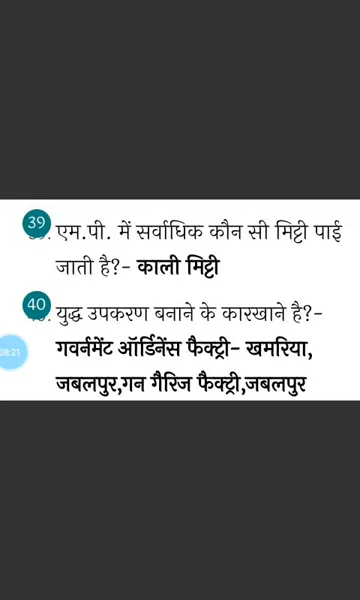 39 एम.पी. में सर्वाधिक कौन सी मिट्टी पाई
जाती है?- काली मिट्टी
40 युद्ध उपकरण बनाने के कारखाने है?-
गवर्नमेंट ऑर्डिनेंस फैक्ट्री- खमरिया,
08:21
जबलपुर,गन गैरिज फैक्ट्री,जबलपुर